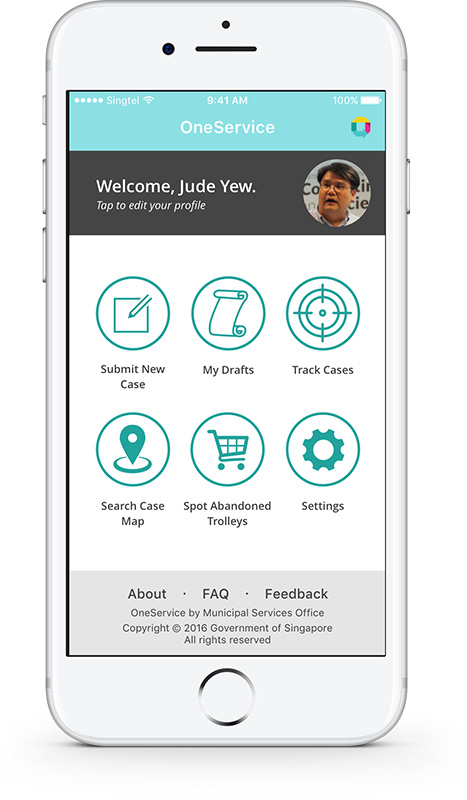 Singtel
9:41 AM
100%
OneService
Welcome, Jude Yew.
Tap to edit your profile
Submit New
Case
My Drafts
Track Cases
Search Case
Map
Spot Abandoned
Trolleys
Settings
About · FAQ · Feedback
OneService by Municipal Services Office
Copyright © 2016 Government of Singapore
All rights reserved